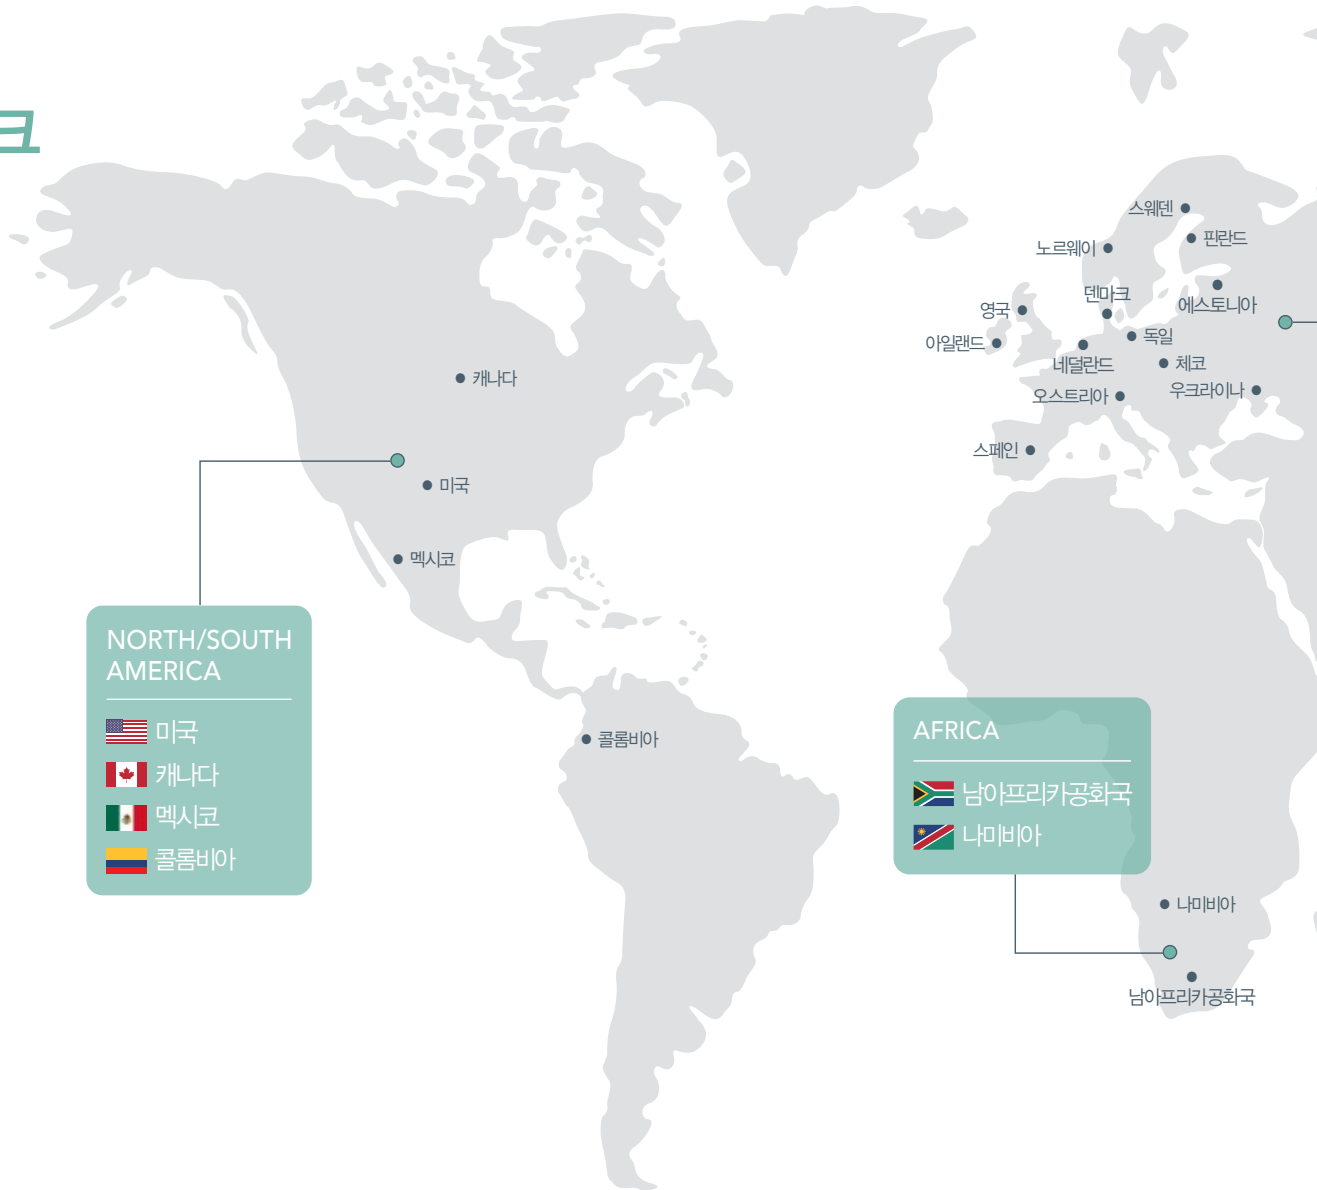 크
스웨덴
핀란드
노르웨이
덴마크
에스토니아
영국
아일랜드
독일
네덜란드
체코
오스트리아
우크라이나
스페인
캐나다
미국
멕시코
콜롬비아
NORTH/SOUTH
AMERICA
미국
캐나다
멕시코
콜롬비아
AFRICA
남아프리카공화국
나미비아
나미비아
남아프리카공화국